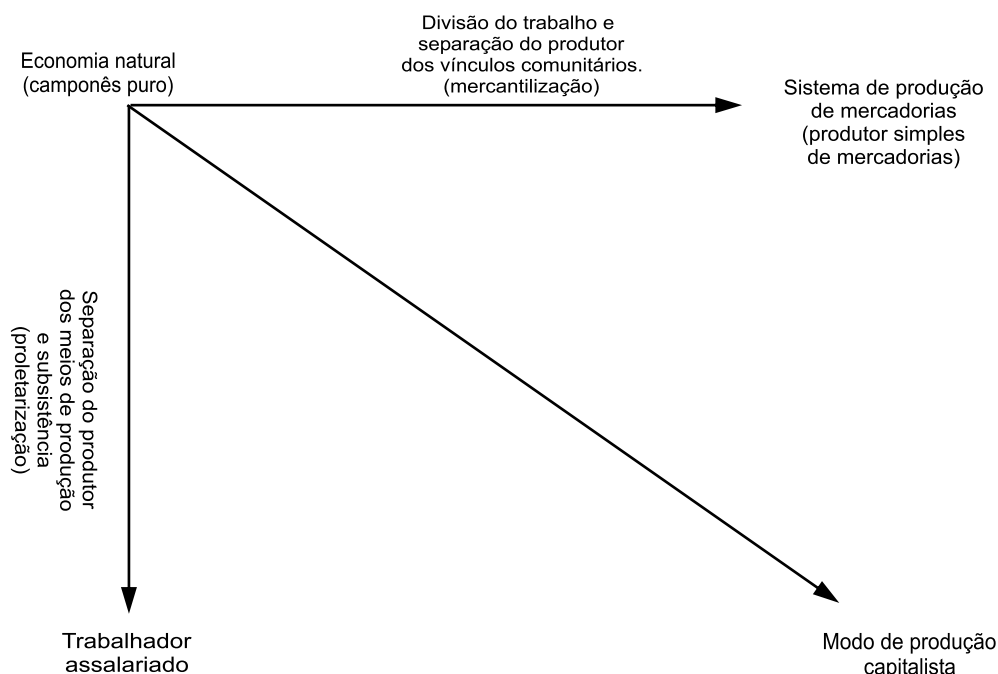 Economia natural
(camponês puro)
Divisão do trabalho e
separação do produtor
dos vínculos comunitários.
(mercantilização)
Sistema de produção
de mercadorias
(produtor simples
de mercadorias)
Separação do produtor
dos meios de produção
e subsistência
(proletarização)
Trabalhador
assalariado
Modo de produção
capitalista